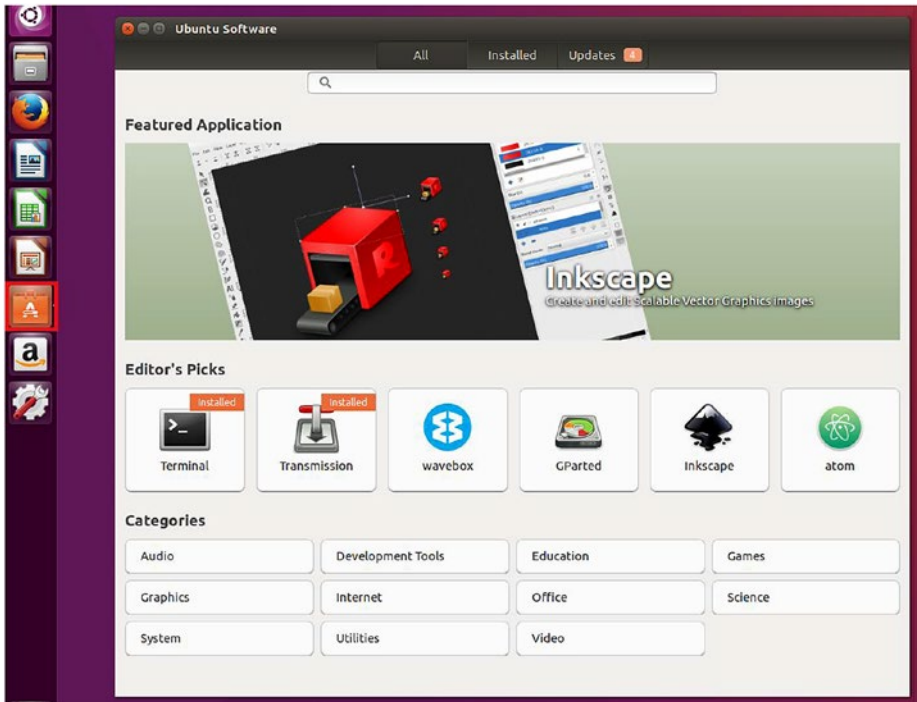 Ubuntu Software
All Installed Updates 4
Featured Application
R
Inkscape
Create and edit Scalable Vector Graphics images
Editor's Picks
Installed Installed
>_
Terminal Transmission wavebox GParted Inkscape atom
Categories
Audio Development Tools Education Games
Graphics Internet Office Science
System Utilities Video
a